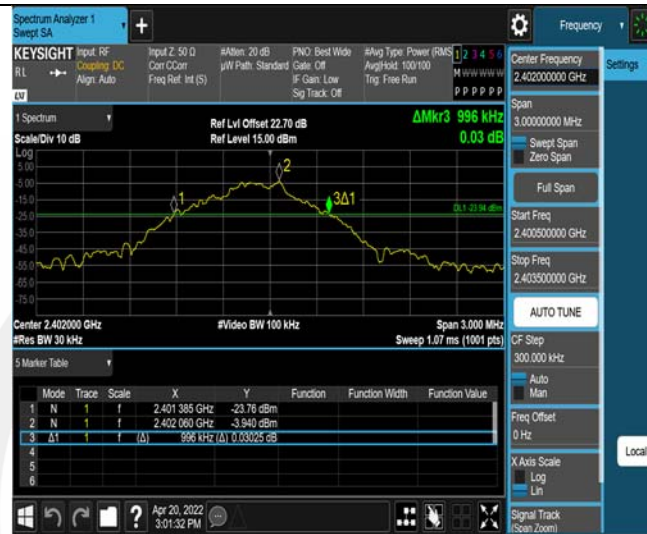 Spectrum Analyzer 1
Swept SA
Frequency
KEYSIGHT Input: RF Input Z: 50 Ω #Atten: 20 dB PNO: Best Wide #Avg Type: Power (RMS 1 2 3 4 5 6
RL Coupling: DC Corr CCorr µW Path: Standard Gate: Off Avg|Hold: 100/100 M W W W W W
Align: Auto Freq Ref: Int (S) IF Gain: Low Trig: Free Run
Sig Track: Off P P P P P P
LXI
1 Spectrum
Scale/Div 10 dB
Ref Lvl Offset 22.70 dB
Ref Level 15.00 dBm
ΔMkr3 996 kHz
0.03 dB
Log
5.00
-5.00
-15.0
-25.0
-35.0
-45.0
-55.0
-65.0
-75.0
1
2
3Δ1
DL1 -23.94 dBm
Center 2.402000 GHz #Video BW 100 kHz Span 3.000 MHz
#Res BW 30 kHz Sweep 1.07 ms (1001 pts)
5 Marker Table
Mode Trace Scale X Y Function Function Width Function Value
1 N 1 f 2.401 385 GHz -23.76 dBm
2 N 1 f 2.402 060 GHz -3.940 dBm
3 Δ1 1 f (Δ) 996 kHz (Δ) 0.03025 dB
4
5
6
Apr 20, 2022
3:01:32 PM
Center Frequency
2.402000000 GHz
Settings
Span
3.00000000 MHz
Swept Span
Zero Span
Full Span
Start Freq
2.400500000 GHz
Stop Freq
2.403500000 GHz
AUTO TUNE
CF Step
300.000 kHz
Auto
Man
Freq Offset
0 Hz
Local
X Axis Scale
Log
Lin
Signal Track
(Span Zoom)